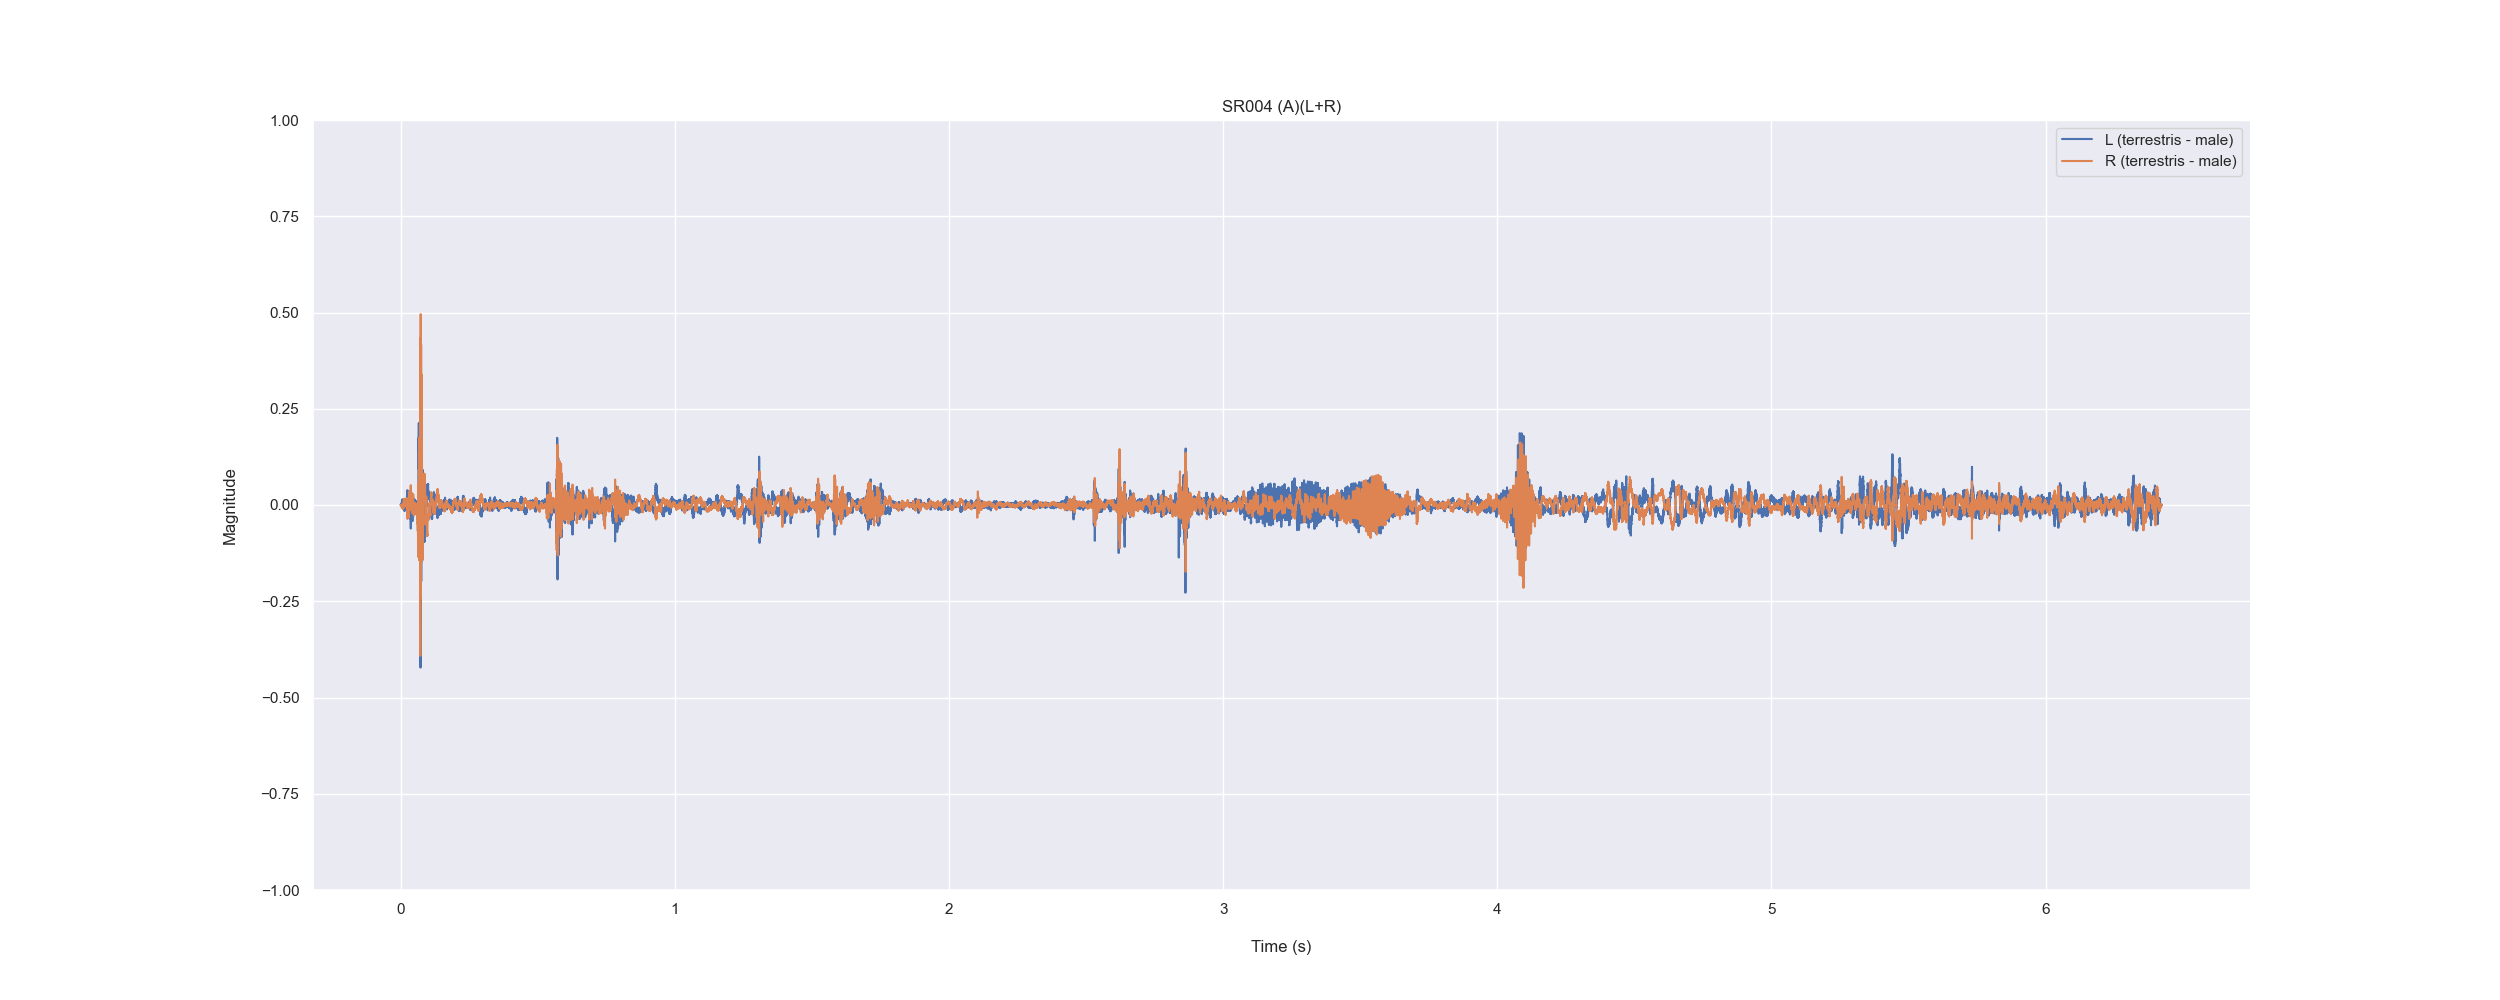 SR004 (A)(L+R)
L (terrestris - male)
R (terrestris - male)
1.00
0.75
0.50
0.25
0.00
−0.25
−0.50
−0.75
−1.00
Magnitude
0 1 2 3 4 5 6
Time (s)